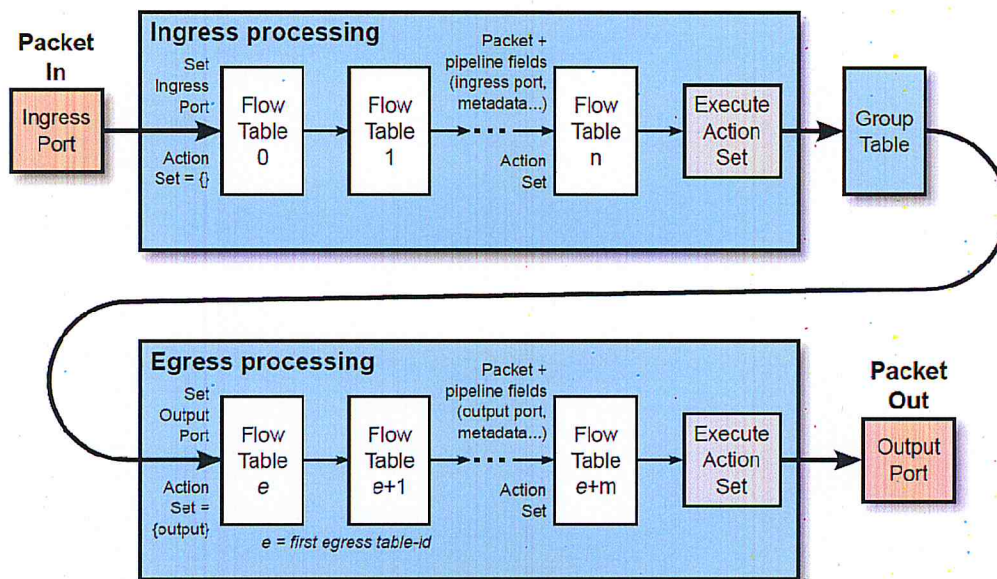 Packet
In
Ingress
Port
Ingress processing
Set
Ingress
Port
Action
Set = {}
Flow
Table
0
Flow
Table
1
Packet +
pipeline fields
(ingress port,
metadata...)
Action
Set
Flow
Table
n
Execute
Action
Set
Group
Table
Egress processing
Set
Output
Port
Action
Set =
{output}
Flow
Table
e
Flow
Table
e+1
e = first egress table-id
Packet +
pipeline fields
(output port,
metadata...)
Action
Set
Flow
Table
e+m
Execute
Action
Set
Packet
Out
Output
Port